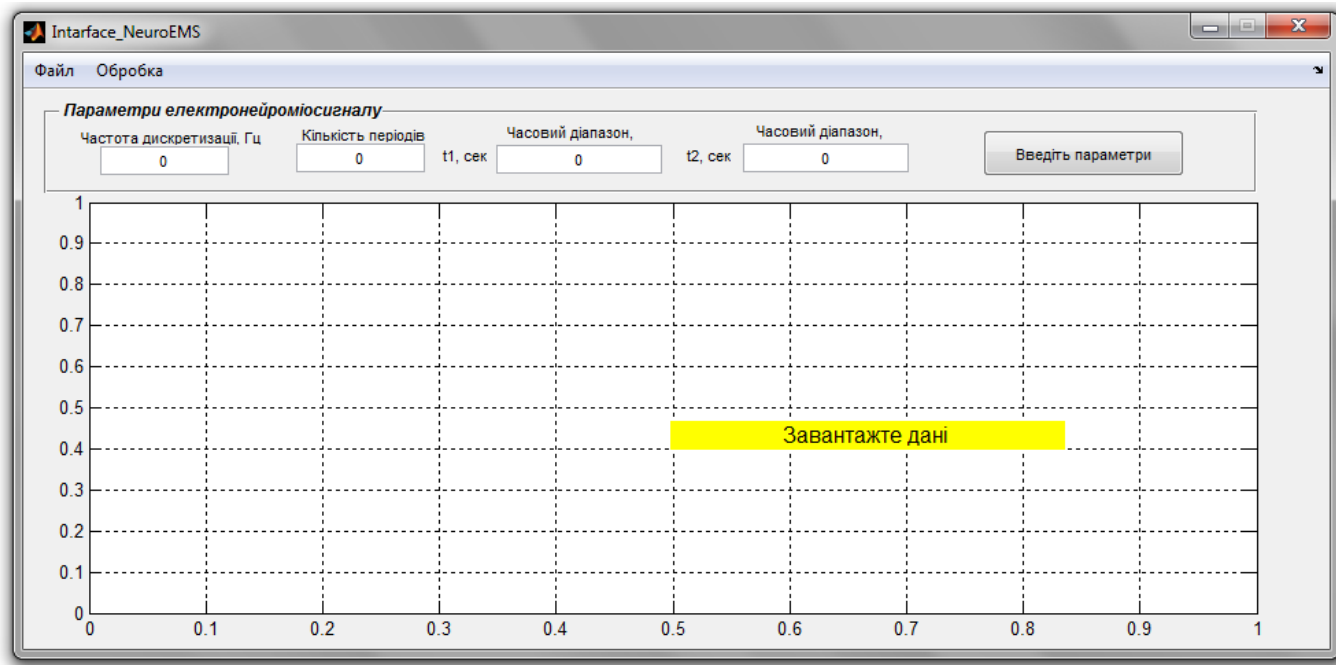 Intarface_NeuroEMS
Файл Обробка
Параметри електронейроміосигналу
Частота дискретизації, Гц Кількість періодів Часовий діапазон, Часовий діапазон,
0 0 t1, сек 0 t2, сек 0 Введіть параметри
1
0.9
0.8
0.7
0.6
0.5
Завантажте дані
0.4
0.3
0.2
0.1
0
0 0.1 0.2 0.3 0.4 0.5 0.6 0.7 0.8 0.9 1